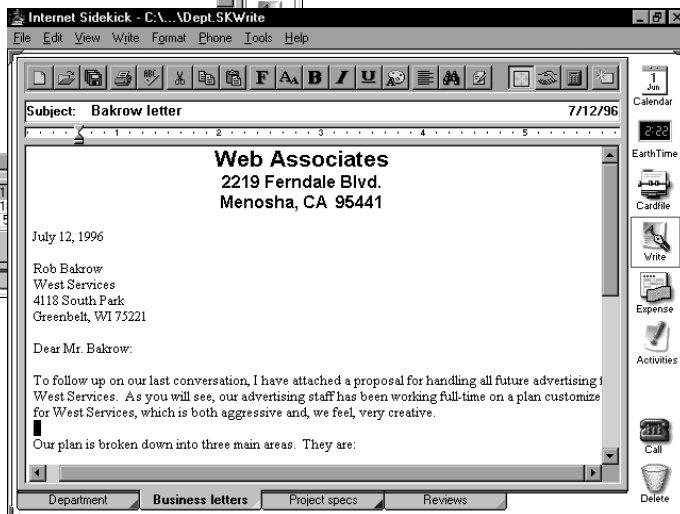 Internet Sidekick - C:\...\Dept.SKWrite
File Edit View Write Format Phone Tools Help
Subject: Bakrow letter 7/12/96
1 2 3 4 5
Web Associates
2219 Ferndale Blvd.
Menosha, CA 95441
July 12, 1996
Rob Bakrow
West Services
4118 South Park
Greenbelt, WI 75221
Dear Mr. Bakrow:
To follow up on our last conversation, I have attached a proposal for handling all future advertising f
West Services. As you will see, our advertising staff has been working full-time on a plan customize
for West Services, which is both aggressive and, we feel, very creative.
Our plan is broken down into three main areas. They are:
Department Business letters Project specs Reviews
1
Jun
Calendar
2:22
EarthTime
Cardfile
Write
Expense
Activities
Call
Delete